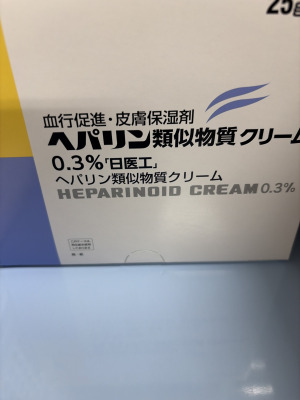 25g
血行促進・皮膚保湿剤
ヘパリン類似物質クリーム
0.3%「日医工」
ヘパリン類似物質クリーム
HEPARINOID CREAM 0.3%